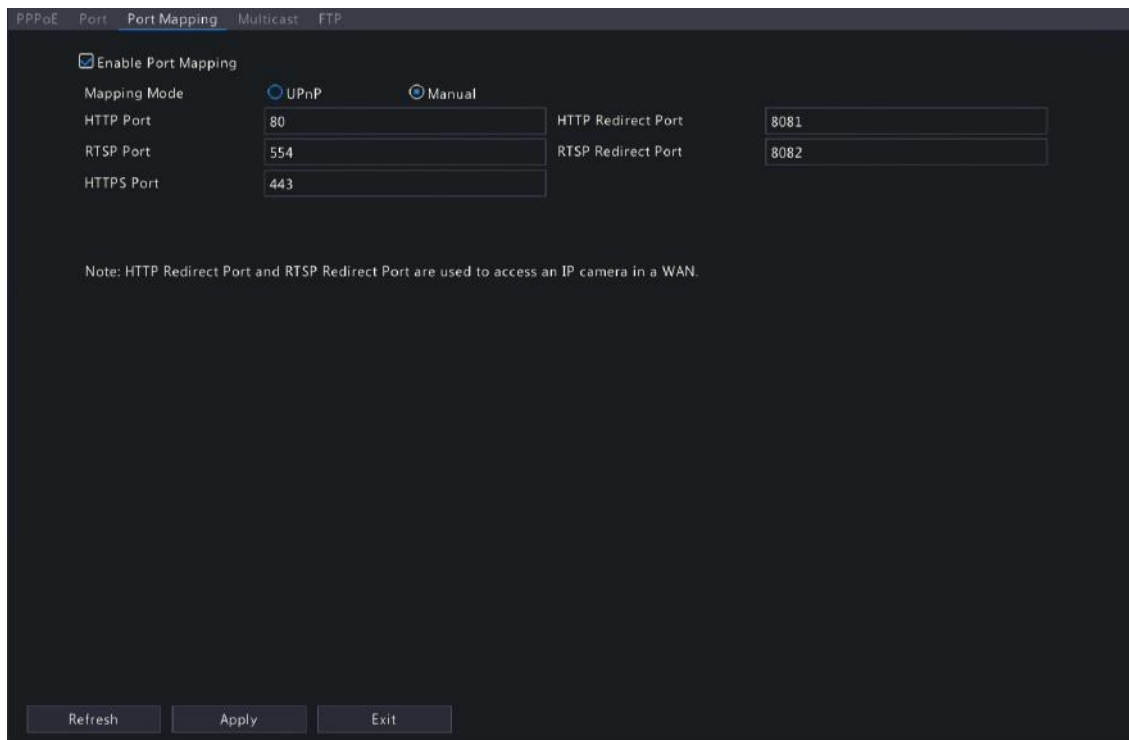 PPPoE Port Port Mapping Multicast FTP
Enable Port Mapping
Mapping Mode UPnP Manual
HTTP Port 80 HTTP Redirect Port 8081
RTSP Port 554 RTSP Redirect Port 8082
HTTPS Port 443
Note: HTTP Redirect Port and RTSP Redirect Port are used to access an IP camera in a WAN.
Refresh Apply Exit